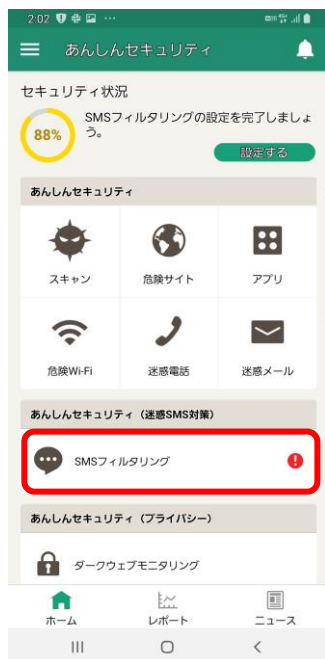 2:02
あんしんセキュリティ
セキュリティ状況
88%
SMSフィルタリングの設定を完了しましょ
う。
設定する
あんしんセキュリティ
スキャン
危険サイト
アプリ
危険Wi-Fi
迷惑電話
迷惑メール
あんしんセキュリティ（迷惑SMS対策）
SMSフィルタリング
あんしんセキュリティ（プライバシー）
ダークウェブモニタリング
ホーム
レポート
ニュース